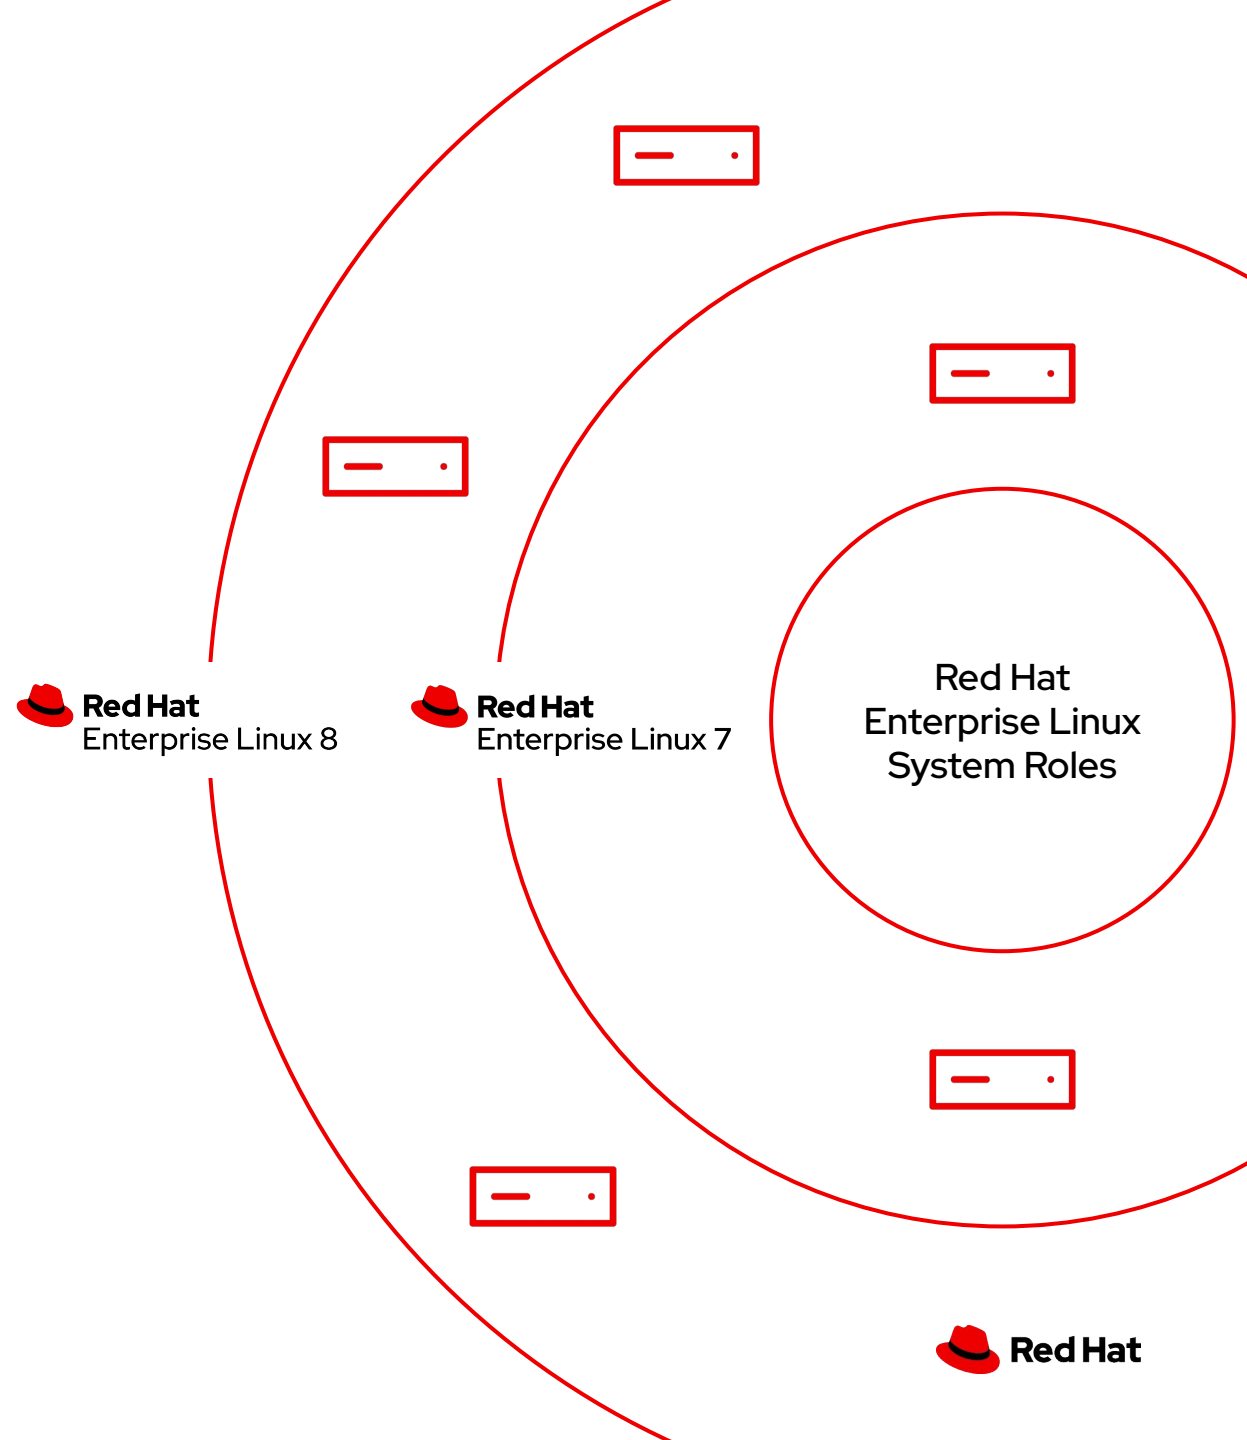 Red Hat
Enterprise Linux 8
Red Hat
Enterprise Linux 7
Red Hat
Enterprise Linux
System Roles
Red Hat